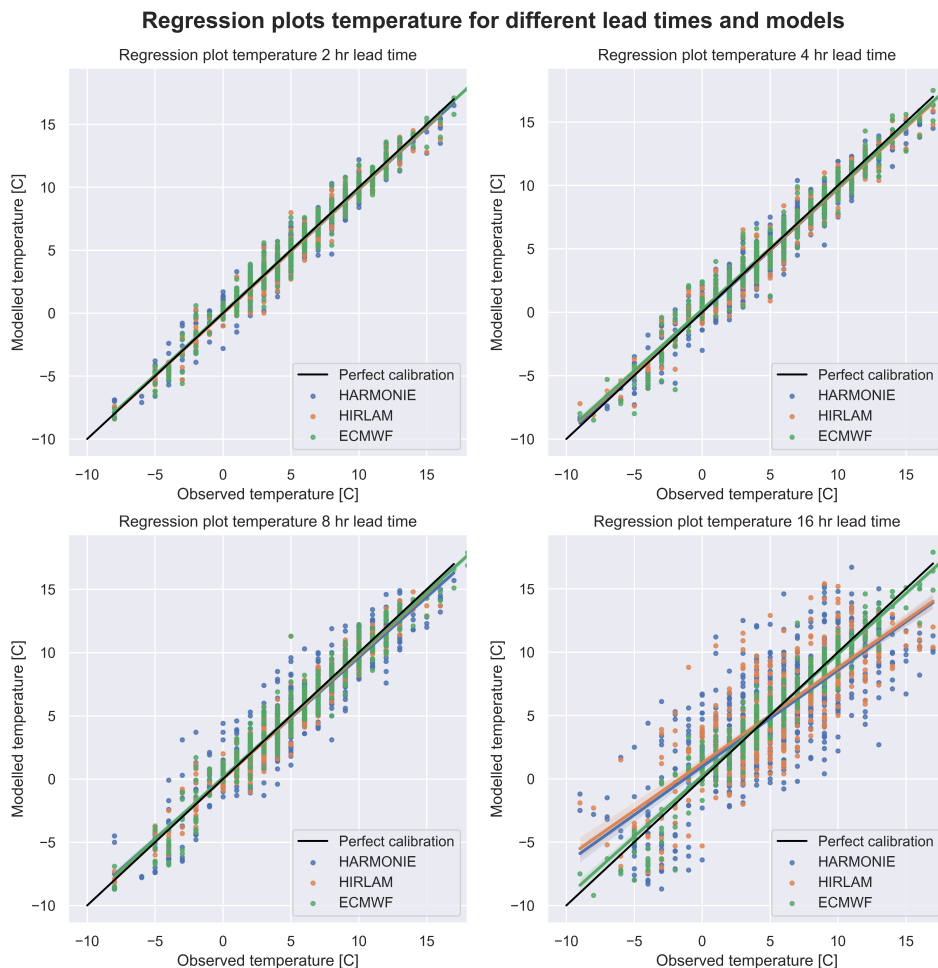 Regression plots temperature for different lead times and models
Regression plot temperature 2 hr lead time
Modelled temperature [C]
15
10
5
0
−5
−10
Perfect calibration
HARMONIE
HIRLAM
ECMWF
−10 −5 0 5 10 15
Observed temperature [C]
Regression plot temperature 4 hr lead time
Modelled temperature [C]
15
10
5
0
−5
−10
Perfect calibration
HARMONIE
HIRLAM
ECMWF
−10 −5 0 5 10 15
Observed temperature [C]
Regression plot temperature 8 hr lead time
Modelled temperature [C]
15
10
5
0
−5
−10
Perfect calibration
HARMONIE
HIRLAM
ECMWF
−10 −5 0 5 10 15
Observed temperature [C]
Regression plot temperature 16 hr lead time
Modelled temperature [C]
15
10
5
0
−5
−10
Perfect calibration
HARMONIE
HIRLAM
ECMWF
−10 −5 0 5 10 15
Observed temperature [C]